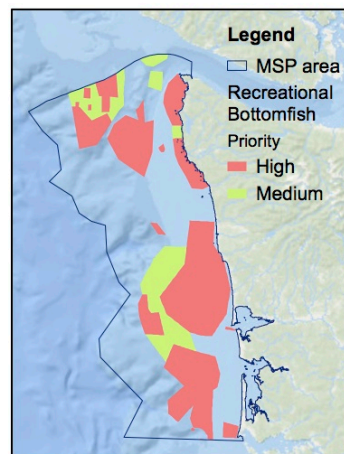 Legend
MSP area
Recreational
Bottomfish
Priority
High
Medium